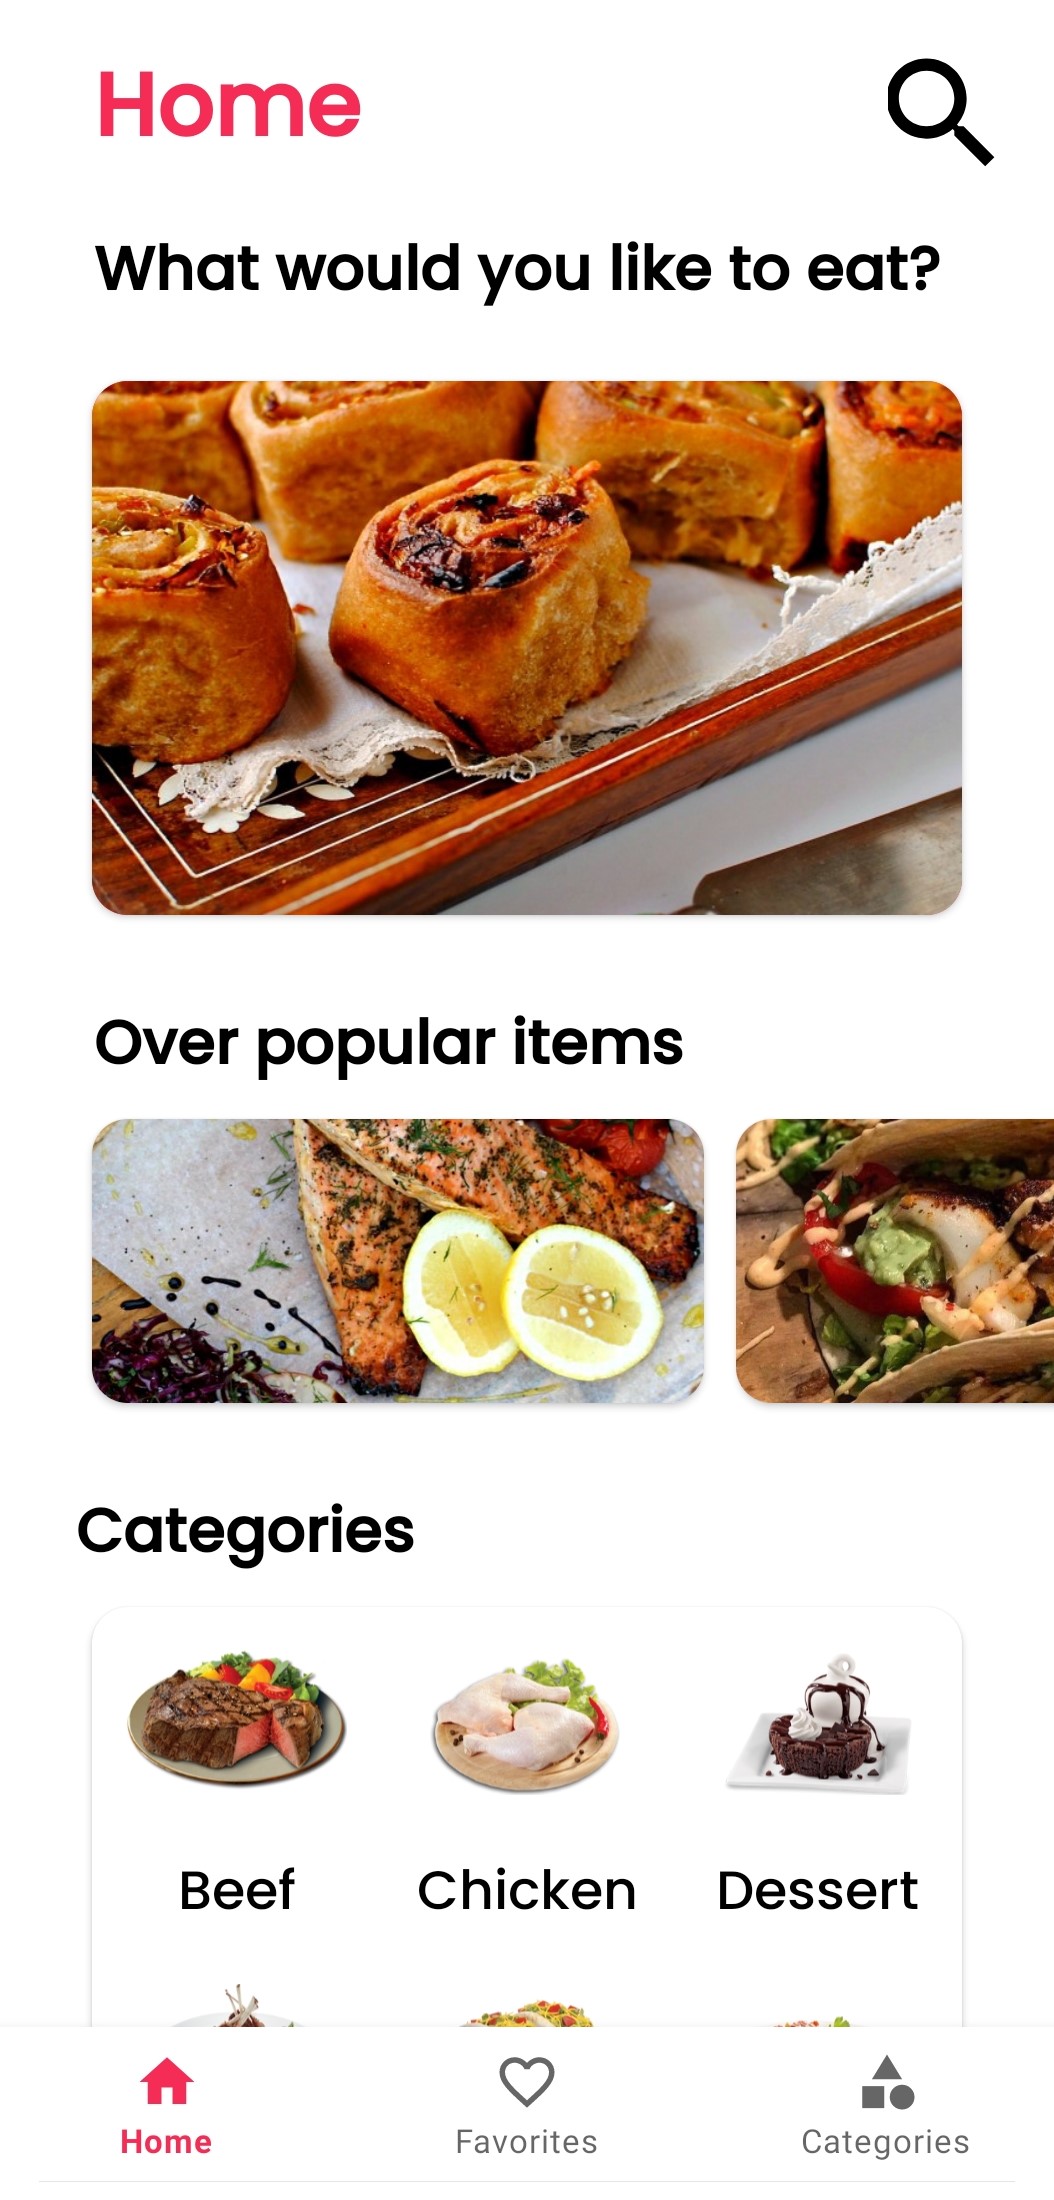 Home
What would you like to eat?
Over popular items
Categories
Beef
Chicken
Dessert
Home
Favorites
Categories